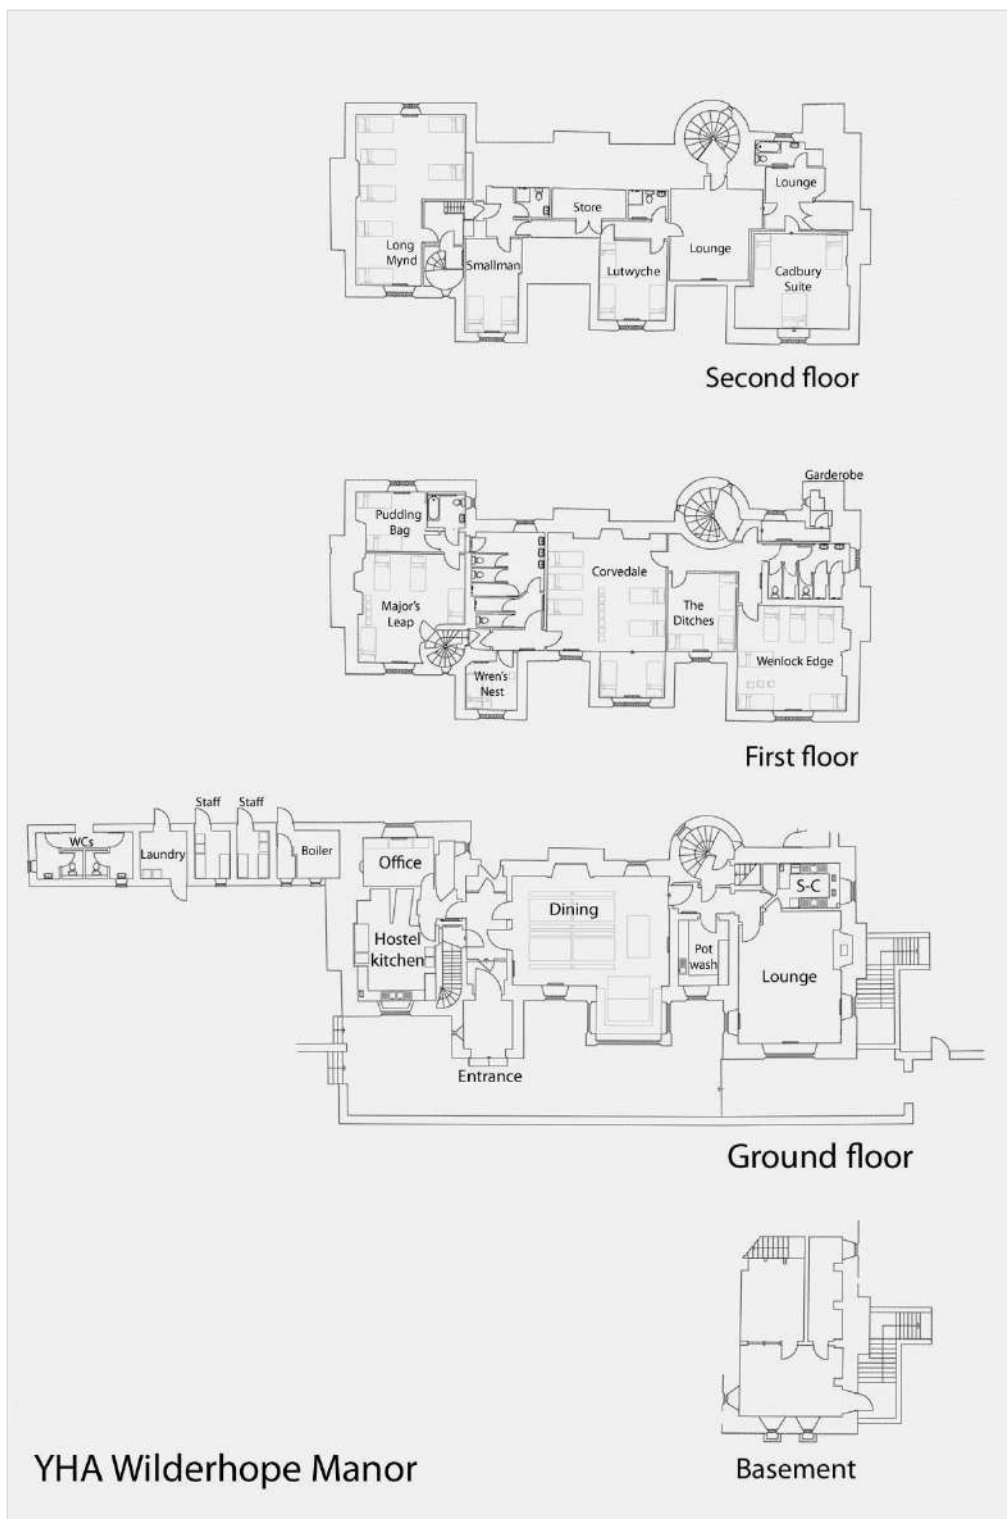 Lounge
Store
Long
Mynd
Smallman
Lutwyche
Lounge
Cadbury
Suite
Second floor
Garderobe
Pudding
Bag
Corvedale
Major's
Leap
The
Ditches
Wren's
Nest
Wenlock Edge
First floor
Staff
Staff
WCs
Laundry
Boiler
Office
S-C
Dining
Hostel
kitchen
Pot
wash
Lounge
Entrance
Ground floor
YHA Wilderhope Manor
Basement